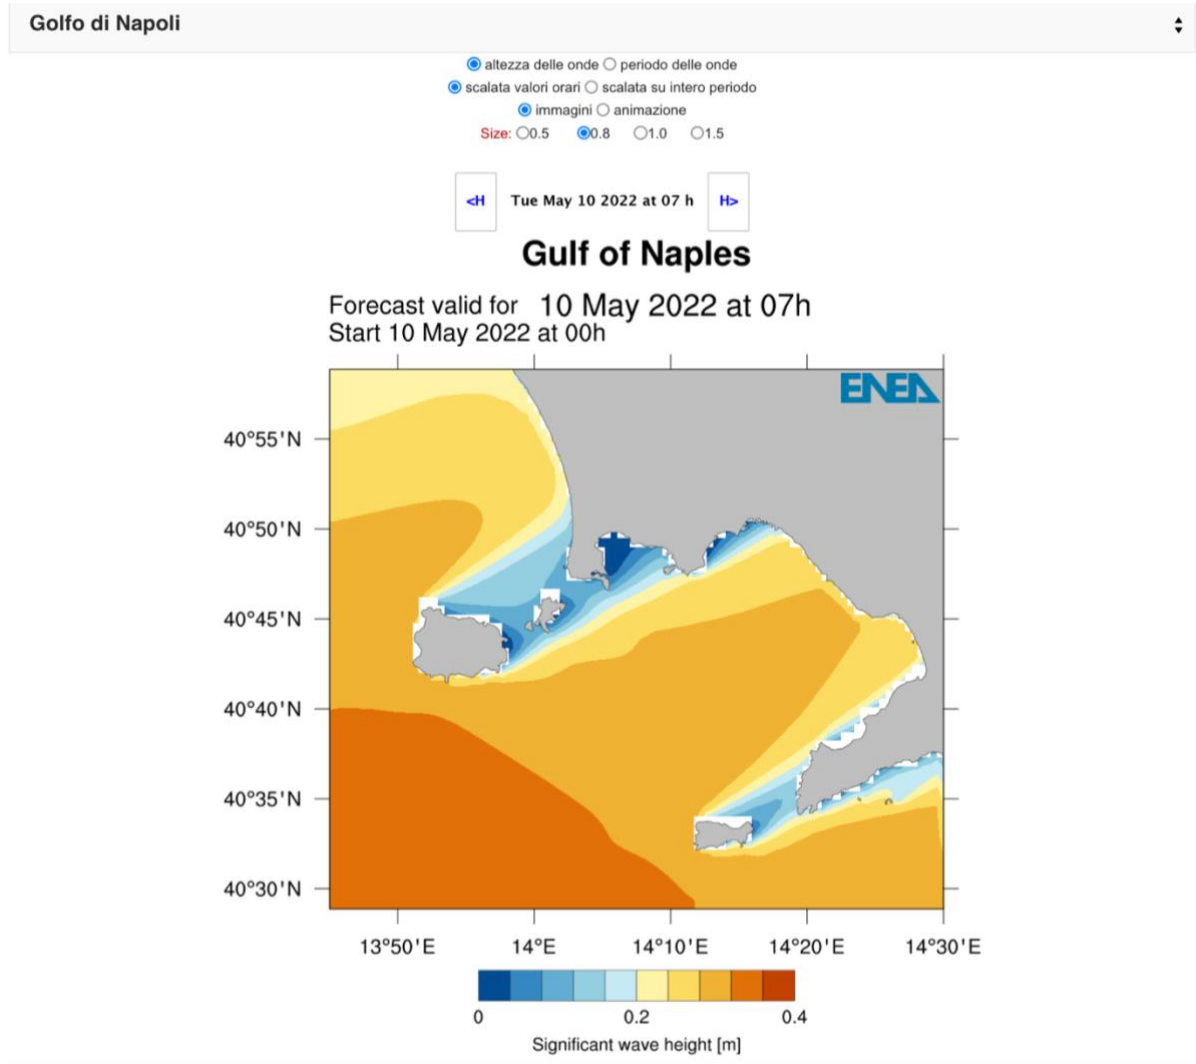 Golfo di Napoli
altezza delle onde periodo delle onde
scalata valori orari scalata su intero periodo
immagini animazione
Size: 0.5 0.8 1.0 1.5
<H Tue May 10 2022 at 07 h H>
Gulf of Naples
Forecast valid for 10 May 2022 at 07h
Start 10 May 2022 at 00h
ENEA
40°55'N
40°50'N
40°45'N
40°40'N
40°35'N
40°30'N
13°50'E 14°E 14°10'E 14°20'E 14°30'E
0 0.2 0.4
Significant wave height [m]